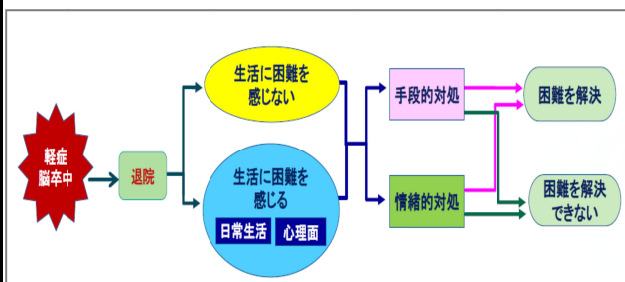 軽症
脳卒中
退院
生活に困難を
感じない
生活に困難を
感じる
日常生活
心理面
手段的対処
情緒的対処
困難を解決
困難を解決
できない